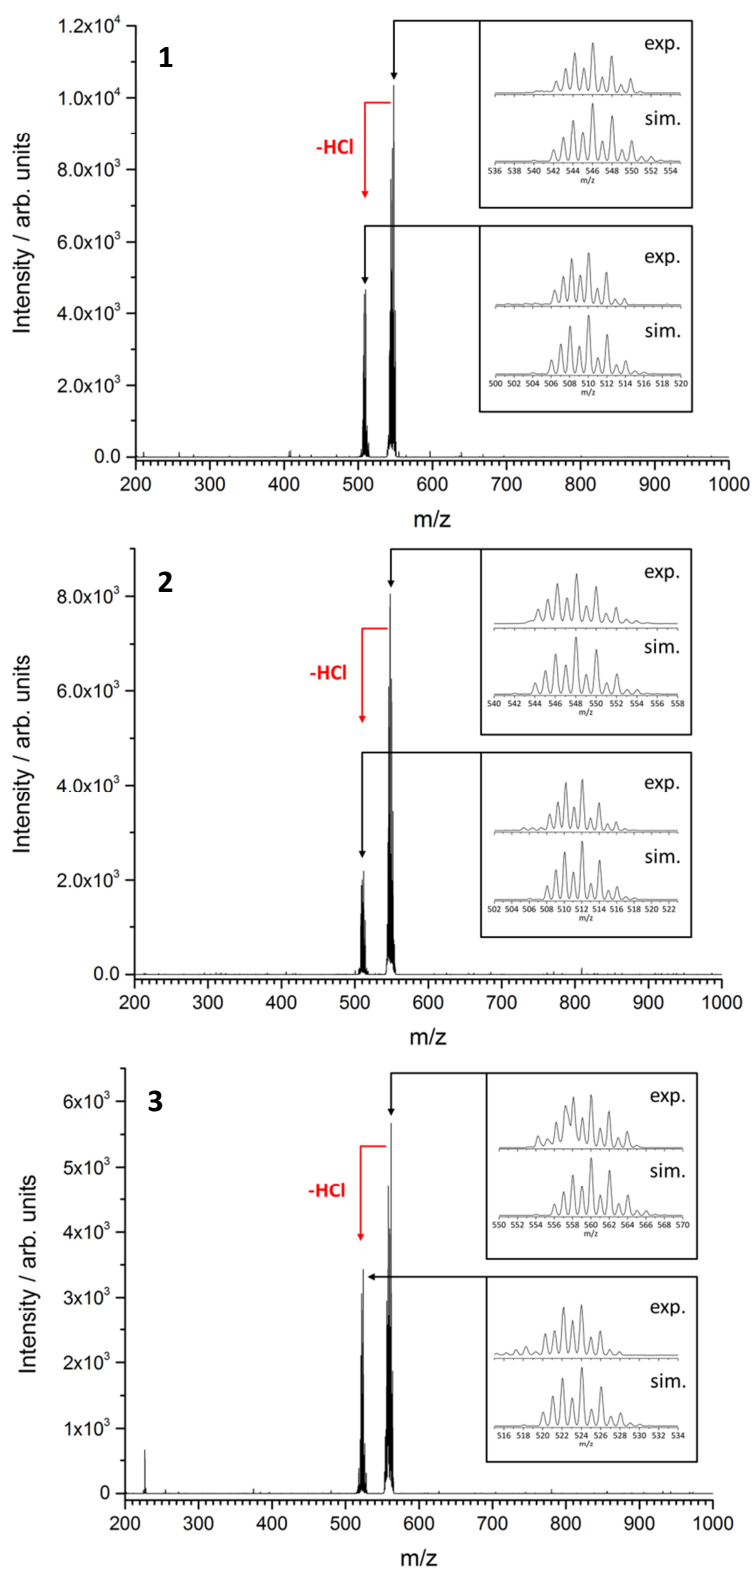 1
1.2x10⁴
1.0x10⁴
8.0x10³
6.0x10³
4.0x10³
2.0x10³
0.0
Intensity / arb. units
-HCl
exp.
sim.
536 538 540 542 544 546 548 550 552 554
m/z
exp.
sim.
500 502 504 506 508 510 512 514 516 518 520
m/z
200 300 400 500 600 700 800 900 1000
m/z
2
8.0x10³
6.0x10³
4.0x10³
2.0x10³
0.0
Intensity / arb. units
-HCl
exp.
sim.
540 542 544 546 548 550 552 554 556 558
m/z
exp.
sim.
502 504 506 508 510 512 514 516 518 520 522
m/z
200 300 400 500 600 700 800 900 1000
m/z
3
6x10³
5x10³
4x10³
3x10³
2x10³
1x10³
0
Intensity / arb. units
-HCl
exp.
sim.
550 552 554 556 558 560 562 564 566 568 570
m/z
exp.
sim.
516 518 520 522 524 526 528 530 532 534
m/z
200 300 400 500 600 700 800 900 1000
m/z